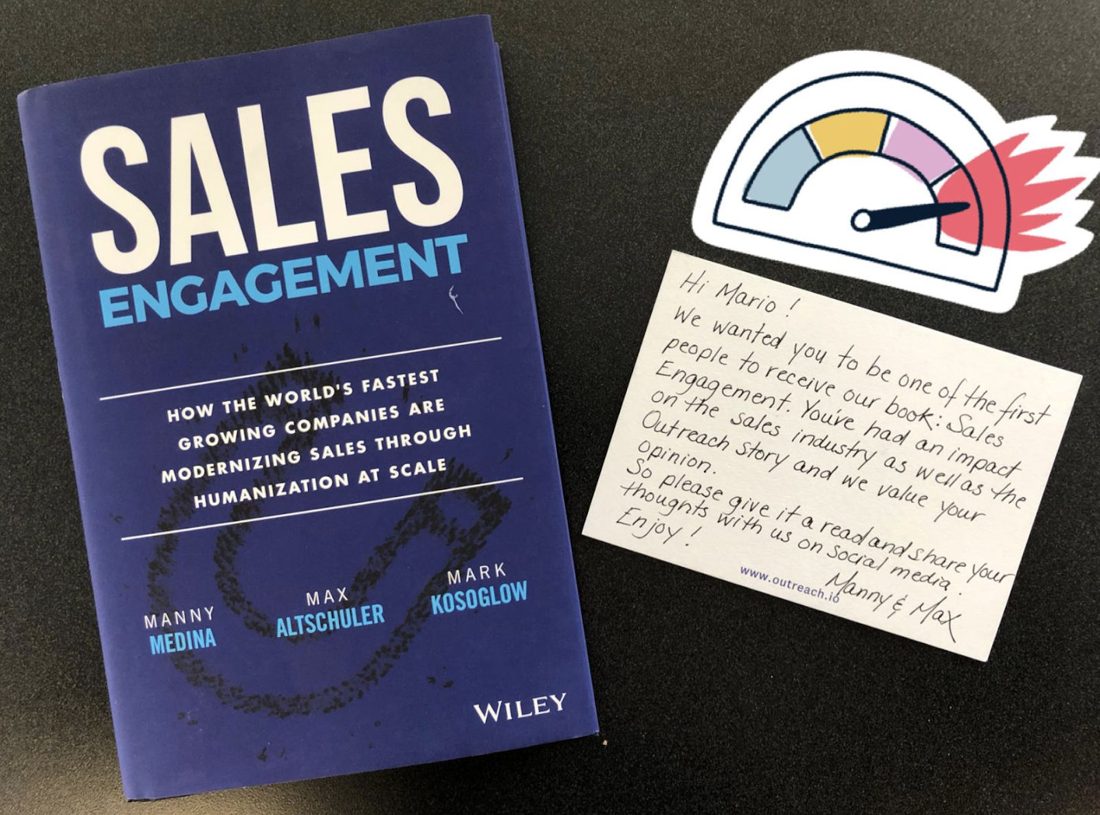 SALES
ENGAGEMENT
HOW THE WORLD'S FASTEST
GROWING COMPANIES ARE
MODERNIZING SALES THROUGH
HUMANIZATION AT SCALE
MANNY
MEDINA
MAX
ALTSCHULER
MARK
KOSOGLOW
WILEY
Hi Mario!
We wanted you to be one of the first
people to receive our book: Sales
Engagement. You've had an impact
on the sales industry as well as the
Outreach Story and we value your
opinion.
So please give it a read and share your
thoughts with us on social media.
Enjoy!
www.outreach.io
Manny & Max